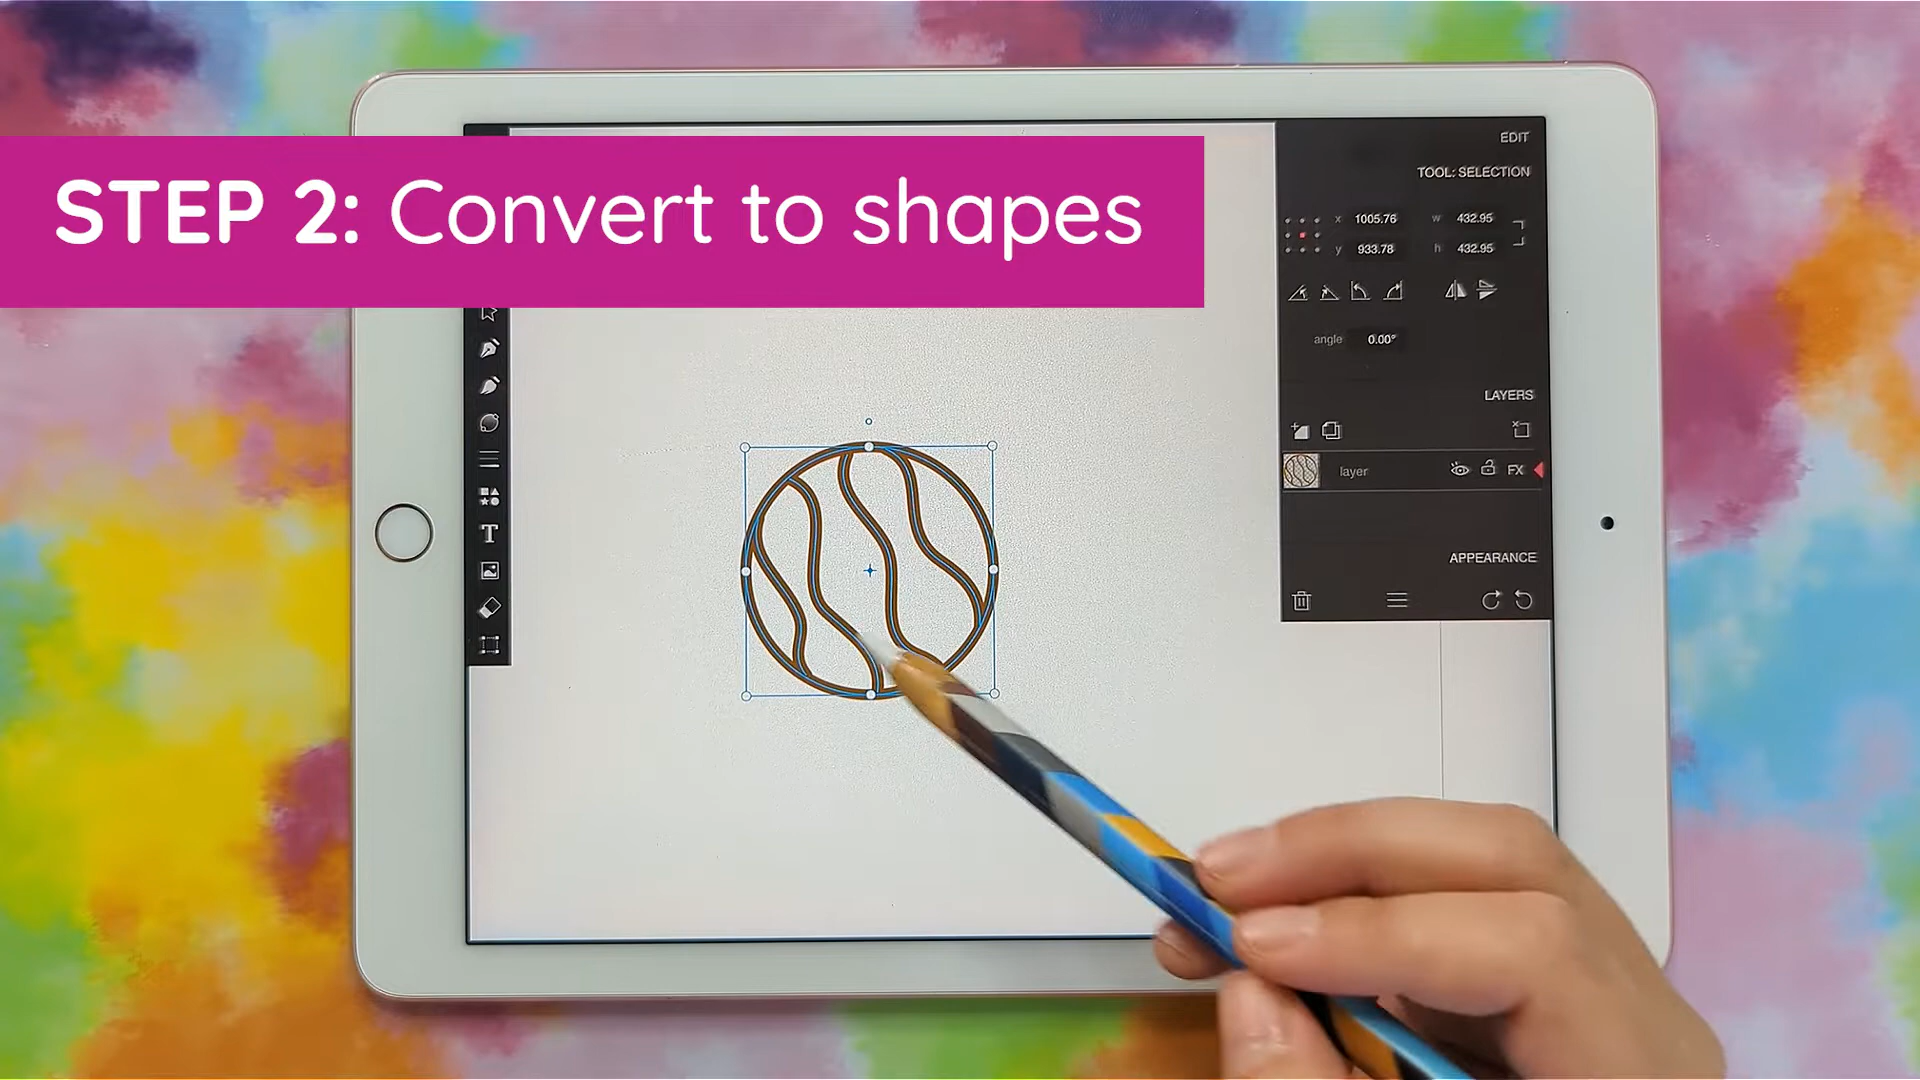 STEP 2: Convert to shapes
EDIT
TOOL: SELECTION
x 1005.76 w 432.95
y 933.78 h 432.95
angle 0.00°
LAYERS
layer FX
APPEARANCE
T